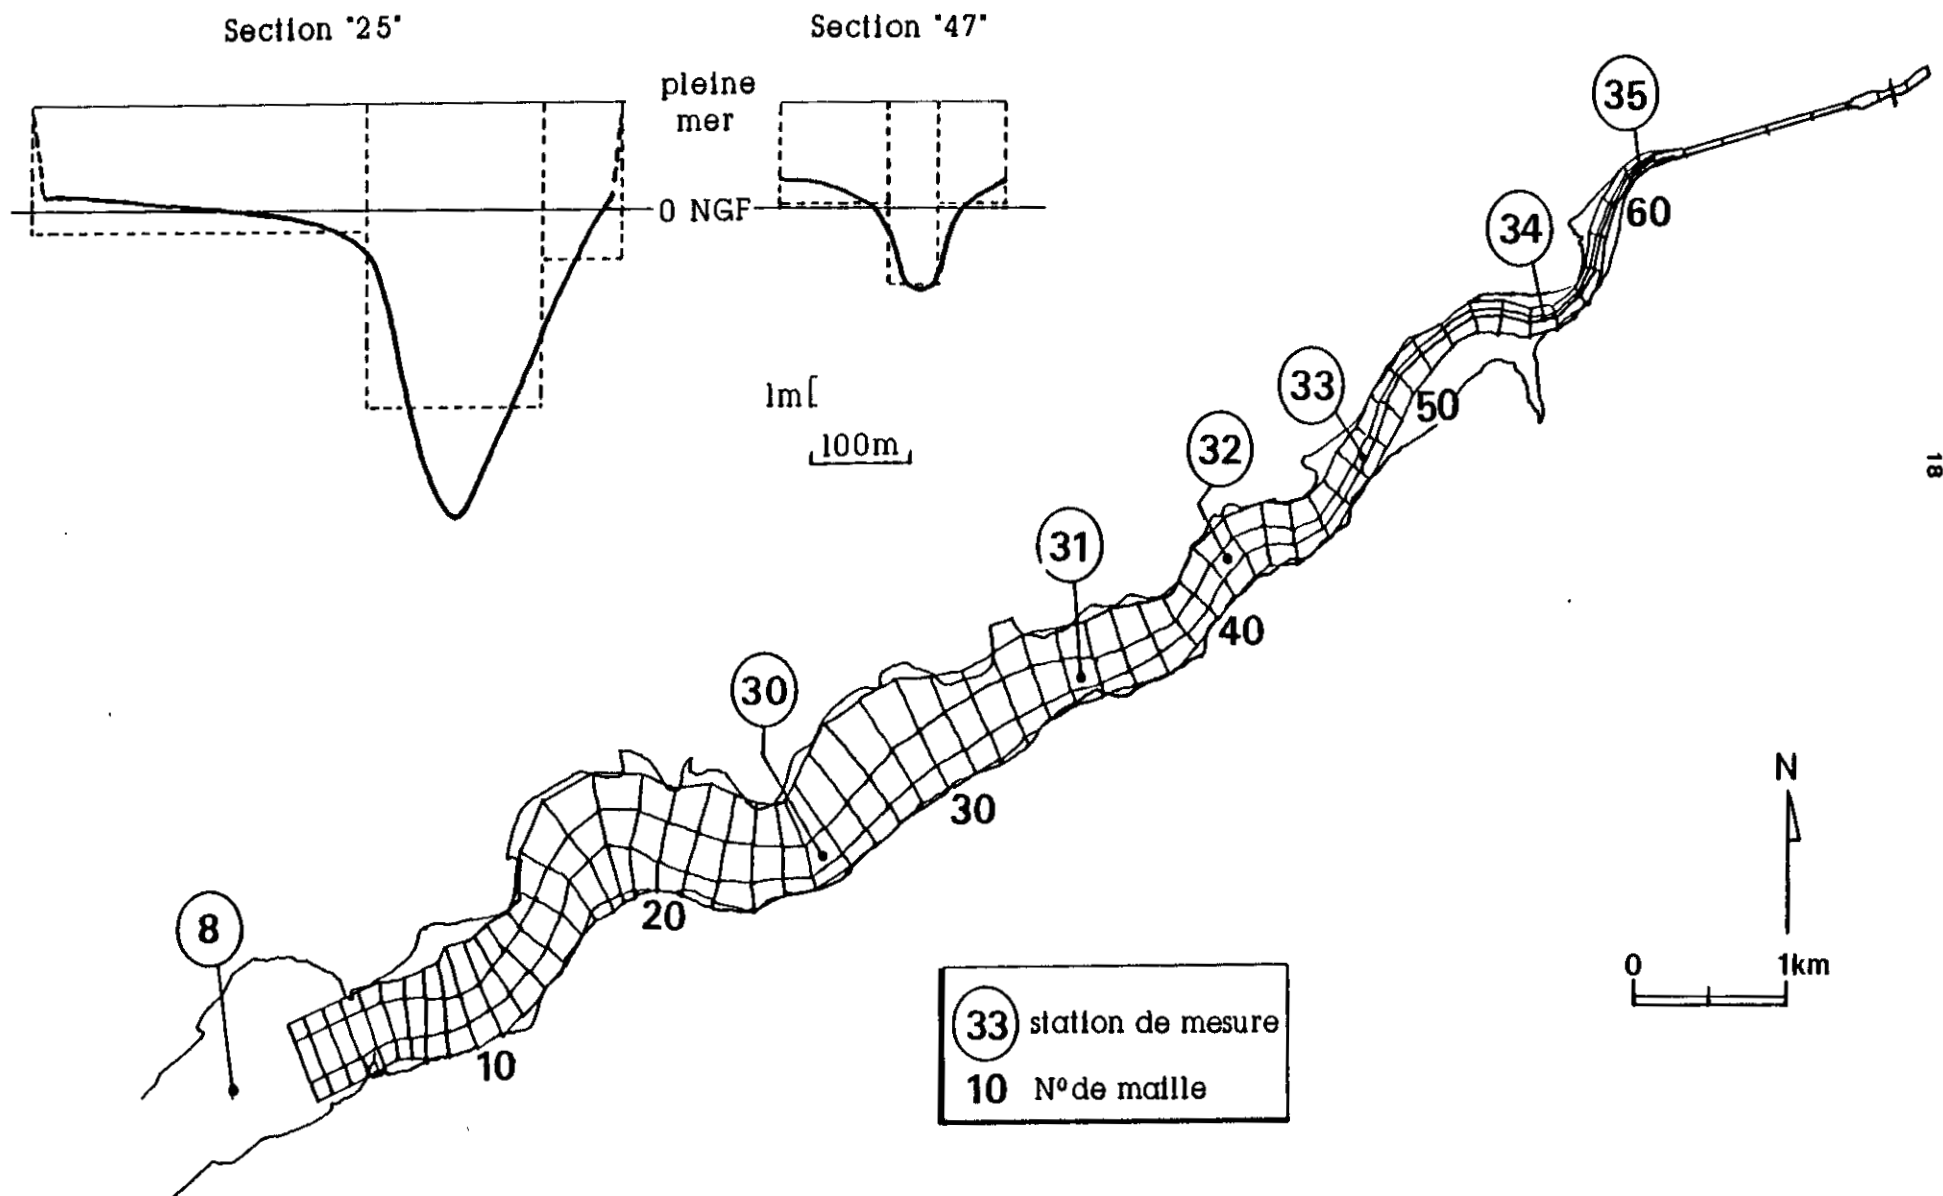 Section "25"
Section "47"
pleine
mer
0 NGF
1m
100m
35
60
34
33
50
32
18
31
40
30
30
8
20
10
N
0 1km
33 station de mesure
10 Nº de maille